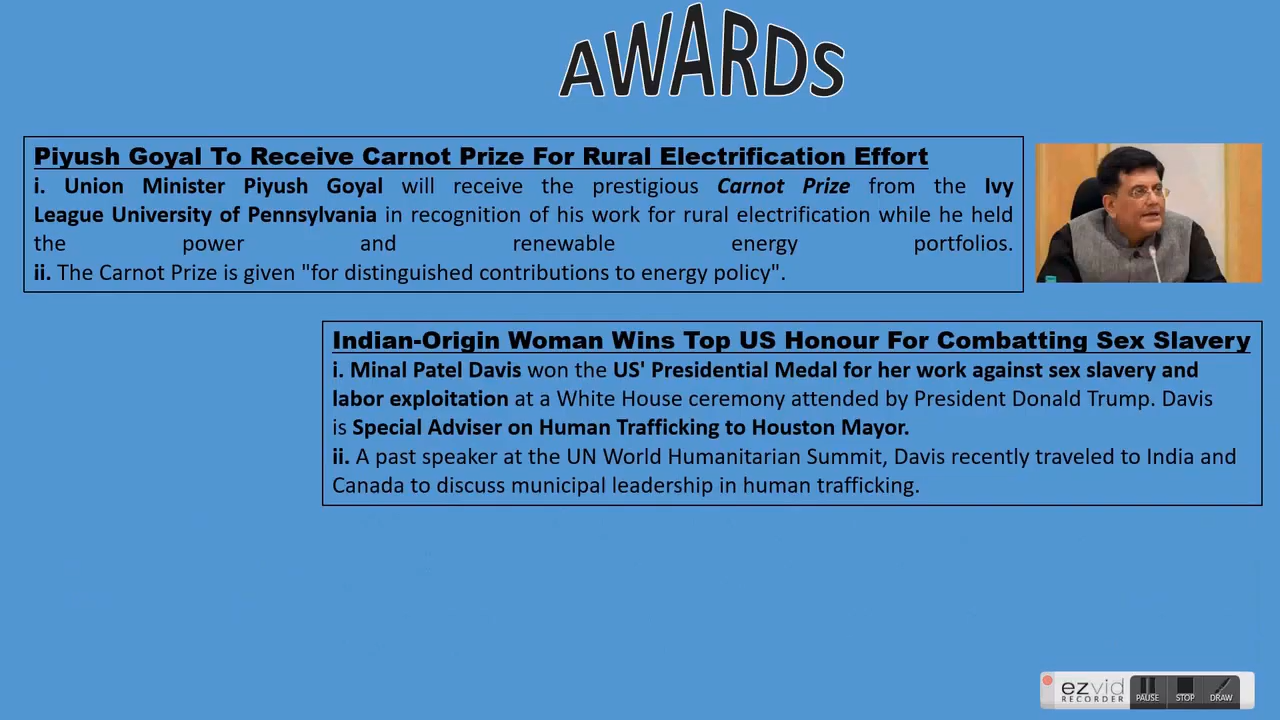 AWARDS
Piyush Goyal To Receive Carnot Prize For Rural Electrification Effort
i. Union Minister Piyush Goyal will receive the prestigious Carnot Prize from the Ivy
League University of Pennsylvania in recognition of his work for rural electrification while he held
the power and renewable energy portfolios.
ii. The Carnot Prize is given "for distinguished contributions to energy policy".
Indian-Origin Woman Wins Top US Honour For Combatting Sex Slavery
i. Minal Patel Davis won the US' Presidential Medal for her work against sex slavery and
labor exploitation at a White House ceremony attended by President Donald Trump. Davis
is Special Adviser on Human Trafficking to Houston Mayor.
ii. A past speaker at the UN World Humanitarian Summit, Davis recently traveled to India and
Canada to discuss municipal leadership in human trafficking.
ezvid
RECORDER
PAUSE STOP DRAW